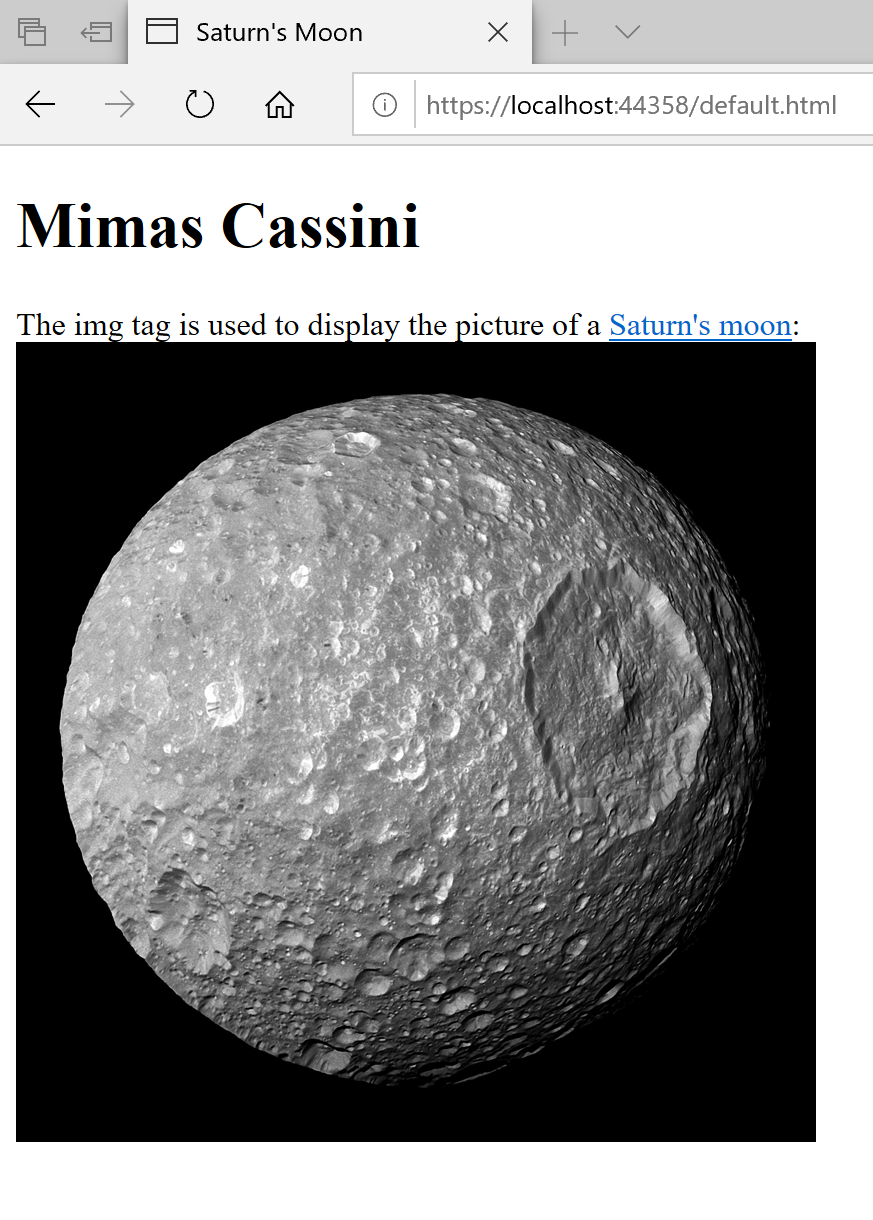 Saturn's Moon
https://localhost:44358/default.html
Mimas Cassini
The img tag is used to display the picture of a Saturn's moon: